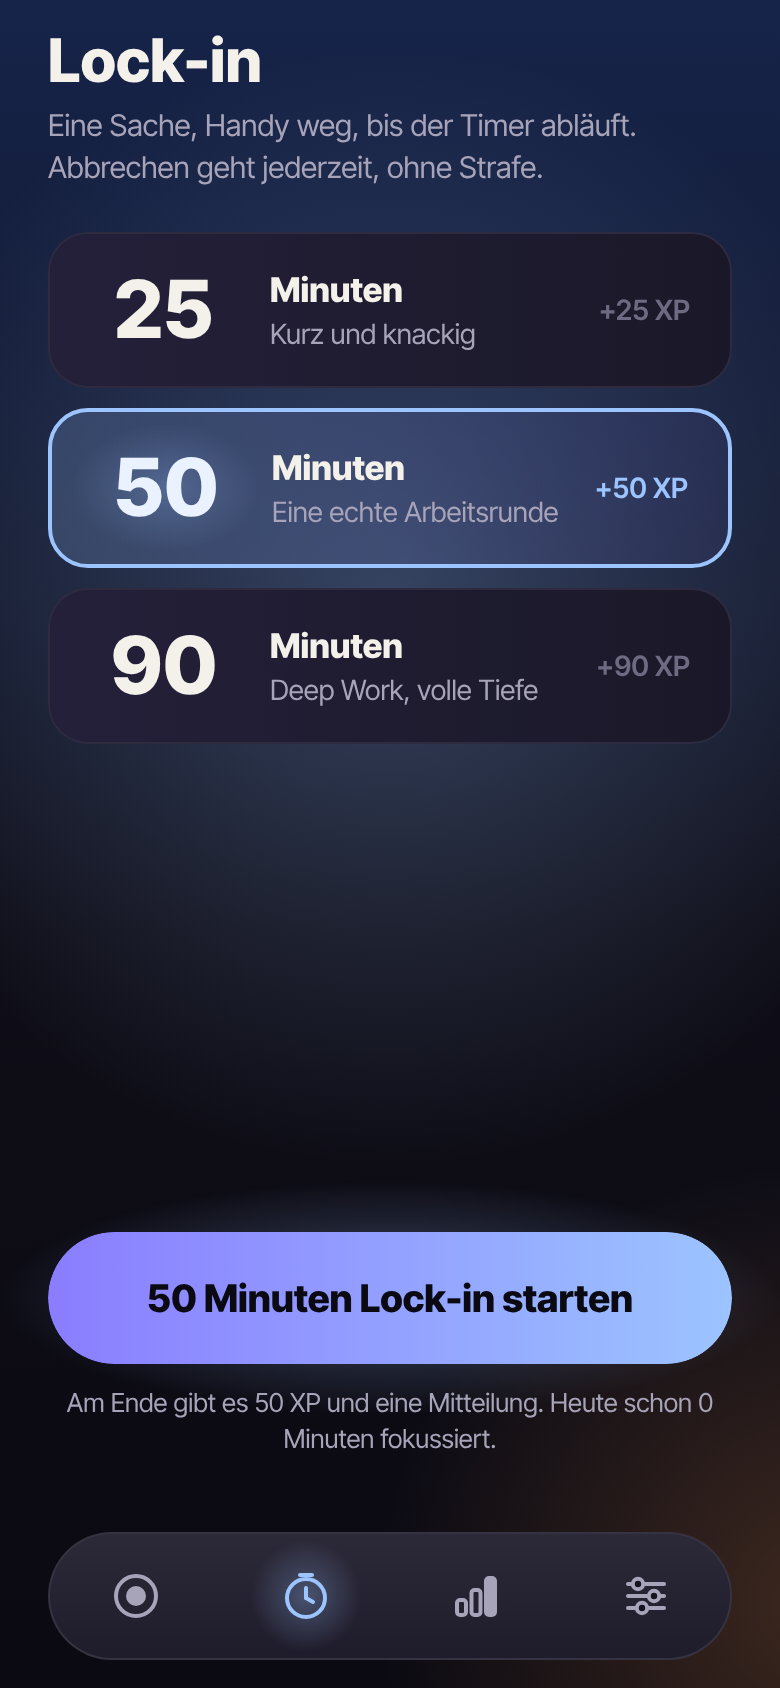 Lock-in
Eine Sache, Handy weg, bis der Timer abläuft.
Abbrechen geht jederzeit, ohne Strafe.
25 Minuten +25 XP
Kurz und knackig
50 Minuten +50 XP
Eine echte Arbeitsrunde
90 Minuten +90 XP
Deep Work, volle Tiefe
50 Minuten Lock-in starten
Am Ende gibt es 50 XP und eine Mitteilung. Heute schon 0
Minuten fokussiert.